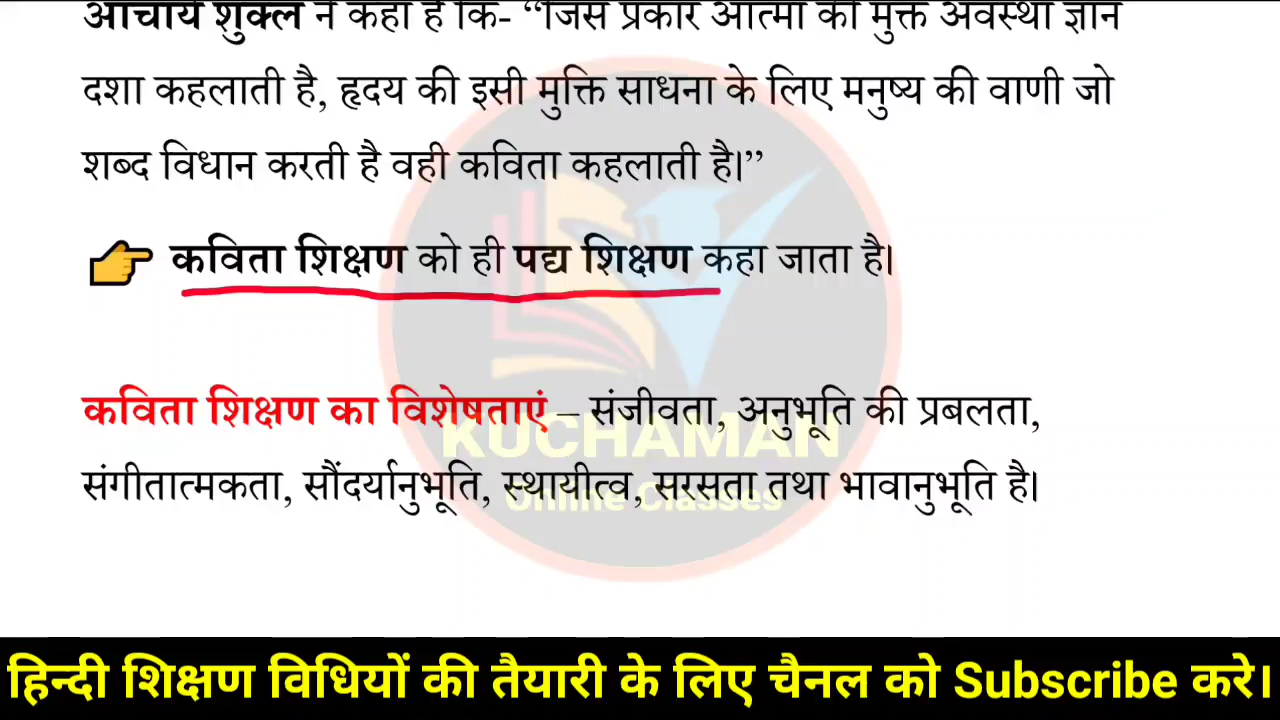 आचार्य शुक्ल ने कहा है कि- “जिस प्रकार आत्मा की मुक्त अवस्था ज्ञान
दशा कहलाती है, हृदय की इसी मुक्ति साधना के लिए मनुष्य की वाणी जो
शब्द विधान करती है वही कविता कहलाती है।”
👉 कविता शिक्षण को ही पद्य शिक्षण कहा जाता है।
कविता शिक्षण का विशेषताएं – संजीवता, अनुभूति की प्रबलता,
संगीतात्मकता, सौंदर्यानुभूति, स्थायीत्व, सरसता तथा भावानुभूति है।
KUCHAMAN
Online Classes
हिन्दी शिक्षण विधियों की तैयारी के लिए चैनल को Subscribe करे।